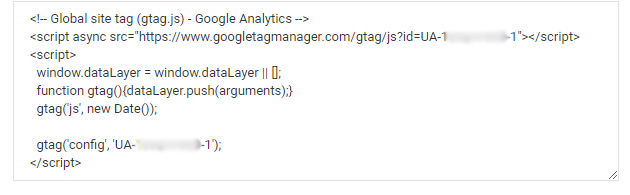 <!-- Global site tag (gtag.js) - Google Analytics -->
<script async src="https://www.googletagmanager.com/gtag/js?id=UA-1 -1"></script>
<script>
window.dataLayer = window.dataLayer || [];
function gtag(){dataLayer.push(arguments);}
gtag('js', new Date());
gtag('config', 'UA- -1');
</script>